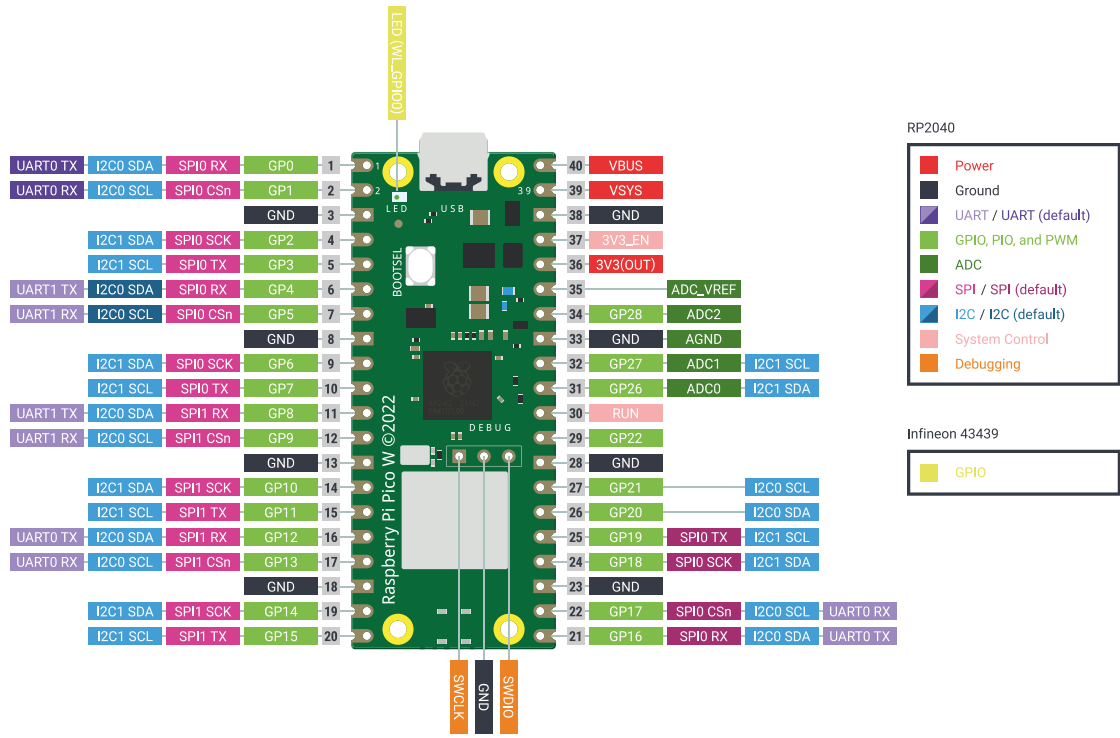 LED (WL_GPIO0)
UART0 TX I2C0 SDA SPI0 RX GP0 1
UART0 RX I2C0 SCL SPI0 CSn GP1 2
GND 3
I2C1 SDA SPI0 SCK GP2 4
I2C1 SCL SPI0 TX GP3 5
UART1 TX I2C0 SDA SPI0 RX GP4 6
UART1 RX I2C0 SCL SPI0 CSn GP5 7
GND 8
I2C1 SDA SPI0 SCK GP6 9
I2C1 SCL SPI0 TX GP7 10
UART1 TX I2C0 SDA SPI1 RX GP8 11
UART1 RX I2C0 SCL SPI1 CSn GP9 12
GND 13
I2C1 SDA SPI1 SCK GP10 14
I2C1 SCL SPI1 TX GP11 15
UART0 TX I2C0 SDA SPI1 RX GP12 16
UART0 RX I2C0 SCL SPI1 CSn GP13 17
GND 18
I2C1 SDA SPI1 SCK GP14 19
I2C1 SCL SPI1 TX GP15 20
1
2
39
LED
USB
BOOTSEL
DEBUG
Raspberry Pi Pico W ©2022
SWCLK
GND
SWDIO
40 VBUS
39 VSYS
38 GND
37 3V3_EN
36 3V3(OUT)
35 ADC_VREF
34 GP28 ADC2
33 GND AGND
32 GP27 ADC1 I2C1 SCL
31 GP26 ADC0 I2C1 SDA
30 RUN
29 GP22
28 GND
27 GP21 I2C0 SCL
26 GP20 I2C0 SDA
25 GP19 SPI0 TX I2C1 SCL
24 GP18 SPI0 SCK I2C1 SDA
23 GND
22 GP17 SPI0 CSn I2C0 SCL UART0 RX
21 GP16 SPI0 RX I2C0 SDA UART0 TX
RP2040
Power
Ground
UART / UART (default)
GPIO, PIO, and PWM
ADC
SPI / SPI (default)
I2C / I2C (default)
System Control
Debugging
Infineon 43439
GPIO